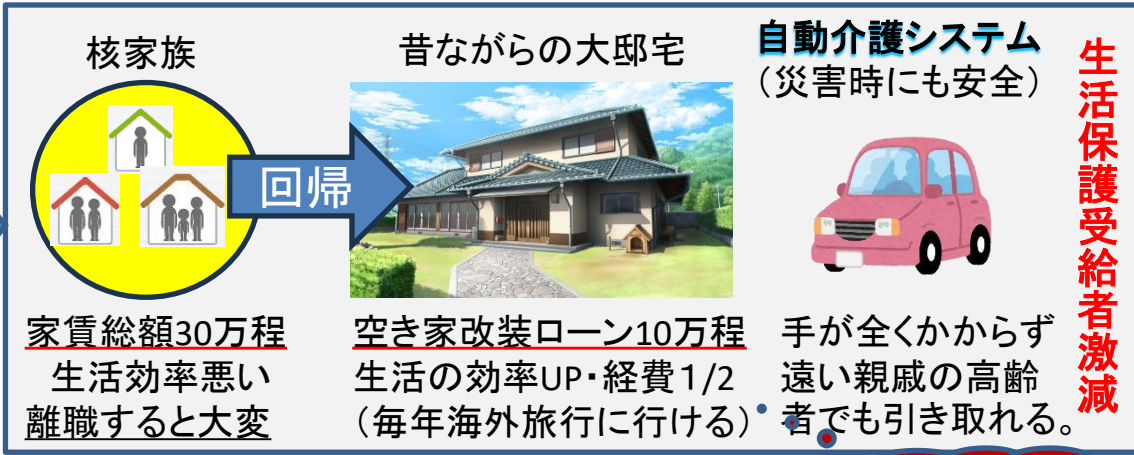 核家族
回帰
家賃総額30万程
生活効率悪い
離職すると大変
昔ながらの大邸宅
空き家改装ローン10万程
生活の効率UP・経費1/2
（毎年海外旅行に行ける）
自動介護システム
（災害時にも安全）
手が全くかからず
遠い親戚の高齢
者でも引き取れる。
生活保護受給者激減